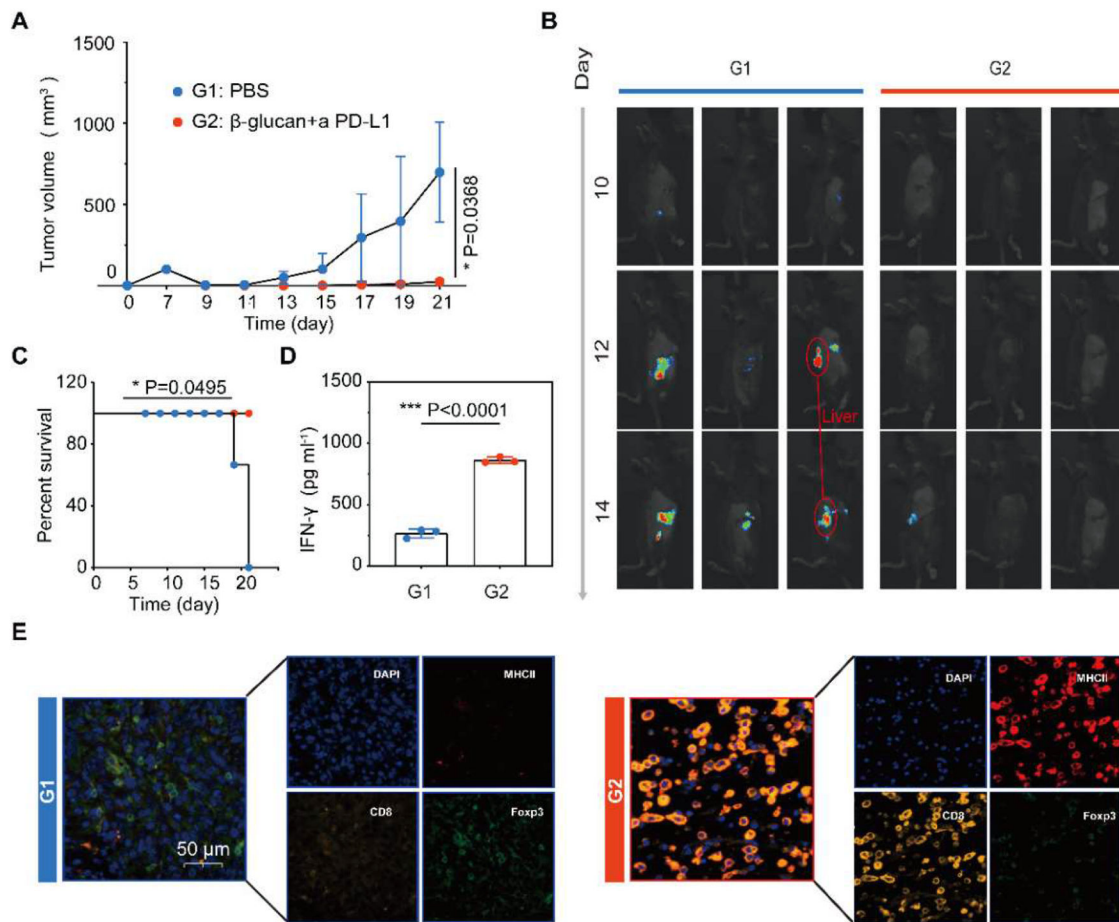 A
Tumor volume ( mm³)
1500
1000
500
0
G1: PBS
G2: β-glucan+a PD-L1
* P=0.0368
0 7 9 11 13 15 17 19 21
Time (day)
B
Day
G1 G2
10
12
14
Liver
C
Percent survival
120
80
40
0
* P=0.0495
0 5 10 15 20
Time (day)
D
IFN-γ (pg ml⁻¹)
1500
1000
500
0
*** P<0.0001
G1 G2
E
G1
50 μm
DAPI
MHCII
CD8
Foxp3
G2
DAPI
MHCII
CD8
Foxp3